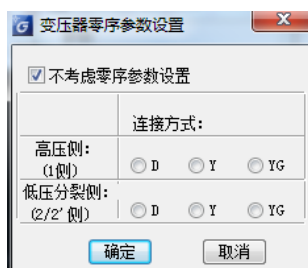 变压器零序参数设置
不考虑零序参数设置
连接方式:
高压侧:
(1侧)
D Y YG
低压分裂侧:
(2/2' 侧)
D Y YG
确定 取消